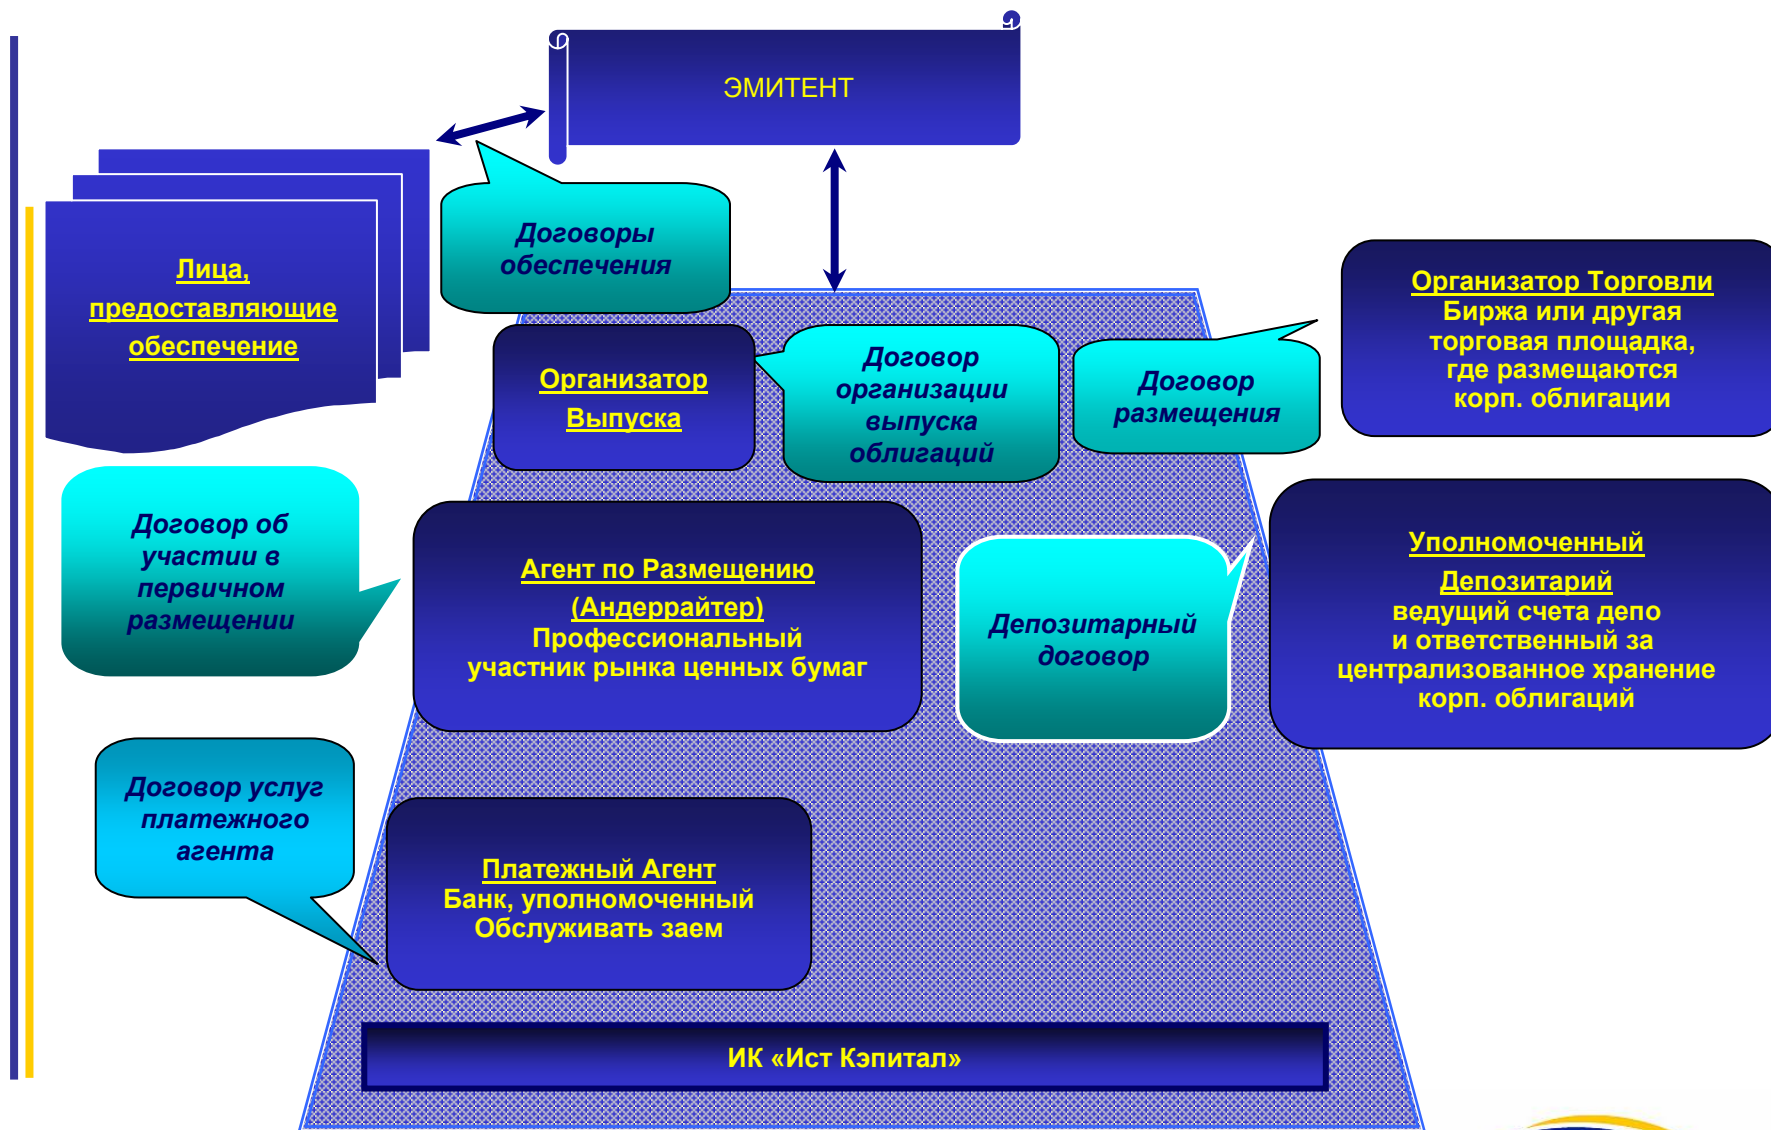 ЭМИТЕНТ
Договоры
обеспечения
Лица,
предоставляющие
обеспечение
Организатор
Выпуска
Договор
организации
выпуска
облигаций
Договор
размещения
Организатор Торговли
Биржа или другая
торговая площадка,
где размещаются
корп. облигации
Договор об
участии в
первичном
размещении
Агент по Размещению
(Андеррайтер)
Профессиональный
участник рынка ценных бумаг
Депозитарный
договор
Уполномоченный
Депозитарий
ведущий счета депо
и ответственный за
централизованное хранение
корп. облигаций
Договор услуг
платежного
агента
Платежный Агент
Банк, уполномоченный
Обслуживать заем
ИК «Ист Кэпитал»